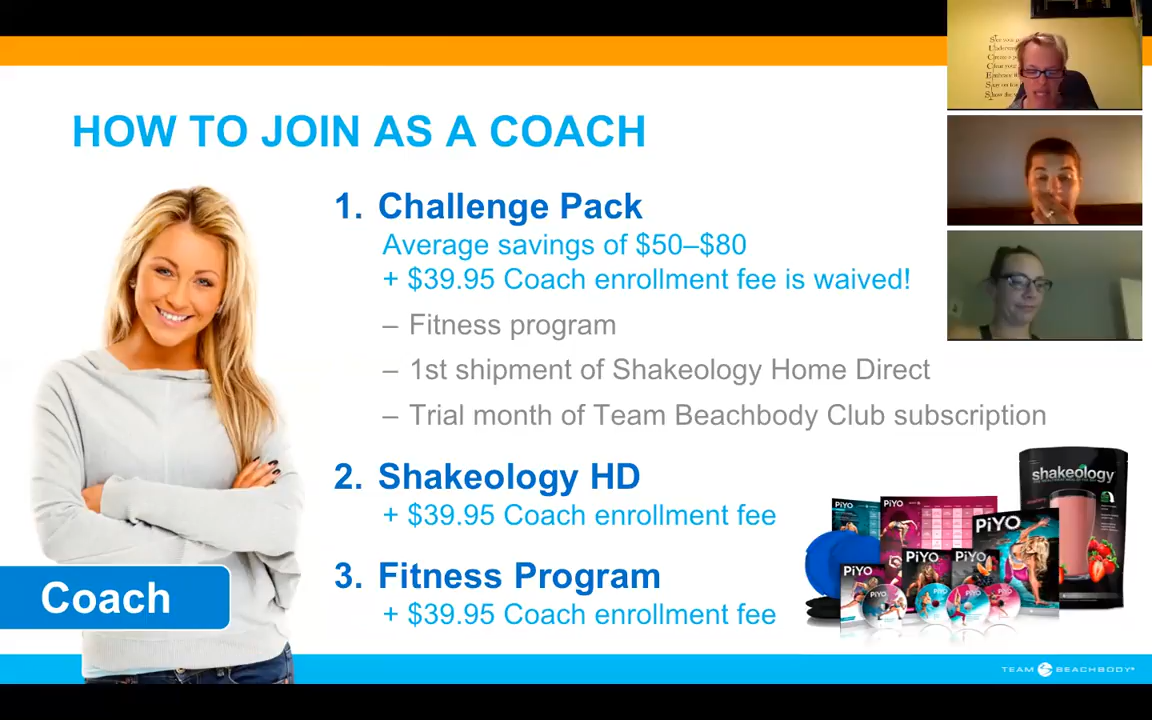 HOW TO JOIN AS A COACH
1. Challenge Pack
Average savings of $50–$80
+ $39.95 Coach enrollment fee is waived!
– Fitness program
– 1st shipment of Shakeology Home Direct
– Trial month of Team Beachbody Club subscription
2. Shakeology HD
+ $39.95 Coach enrollment fee
3. Fitness Program
+ $39.95 Coach enrollment fee
Coach
shakeology
PiYO
PiYO
PiYO
PiYO
PiYO
PiYO
TEAM BEACHBODY